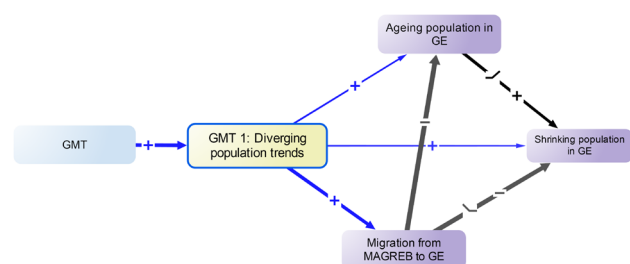 Ageing population in
GE
+
+
GMT
+
GMT 1: Diverging
population trends
+
Shrinking population
in GE
+
Migration from
MAGREB to GE